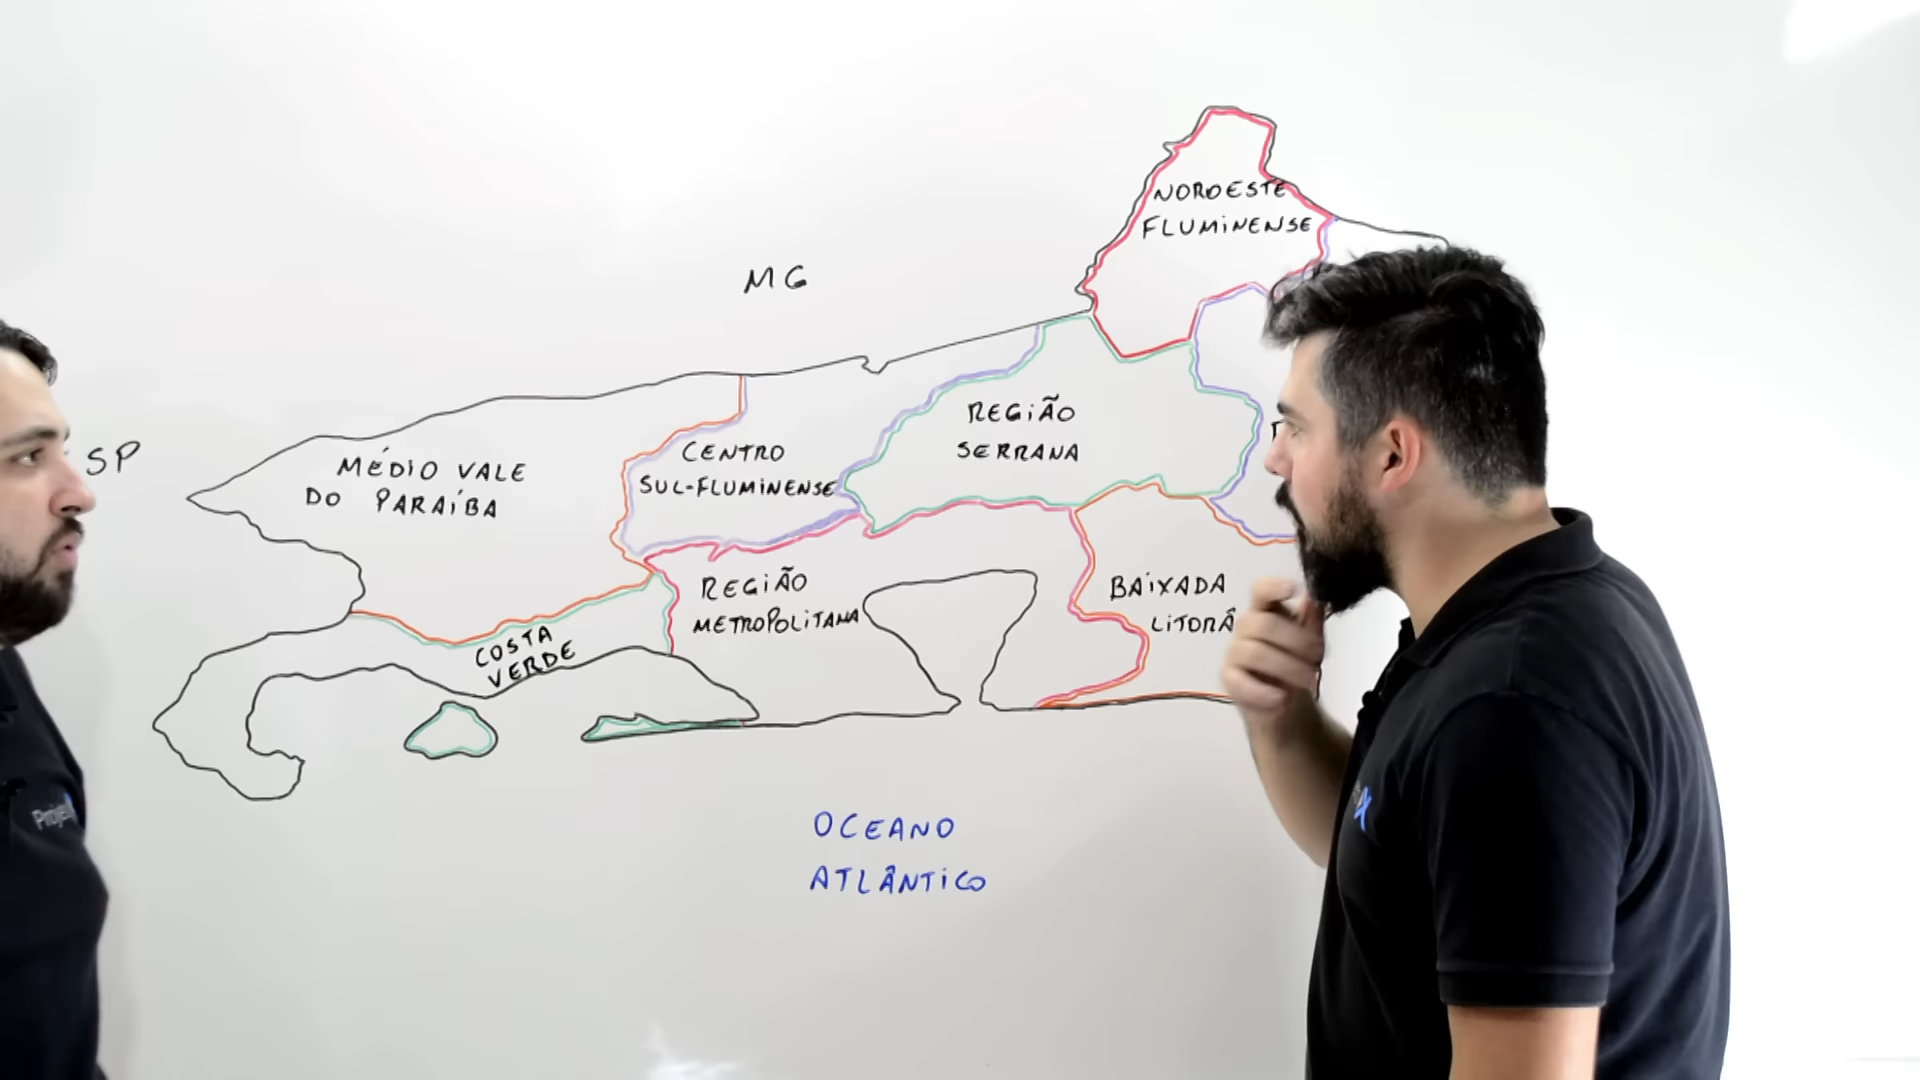 NOROESTE
FLUMINENSE
MG
REGIÃO
SERRANA
SP
MÉDIO VALE
DO PARAÍBA
CENTRO
SUL-FLUMINENSE
REGIÃO
METROPOLITANA
BAIXADA
LITORÂ
COSTA
VERDE
OCEANO
ATLÂNTICO